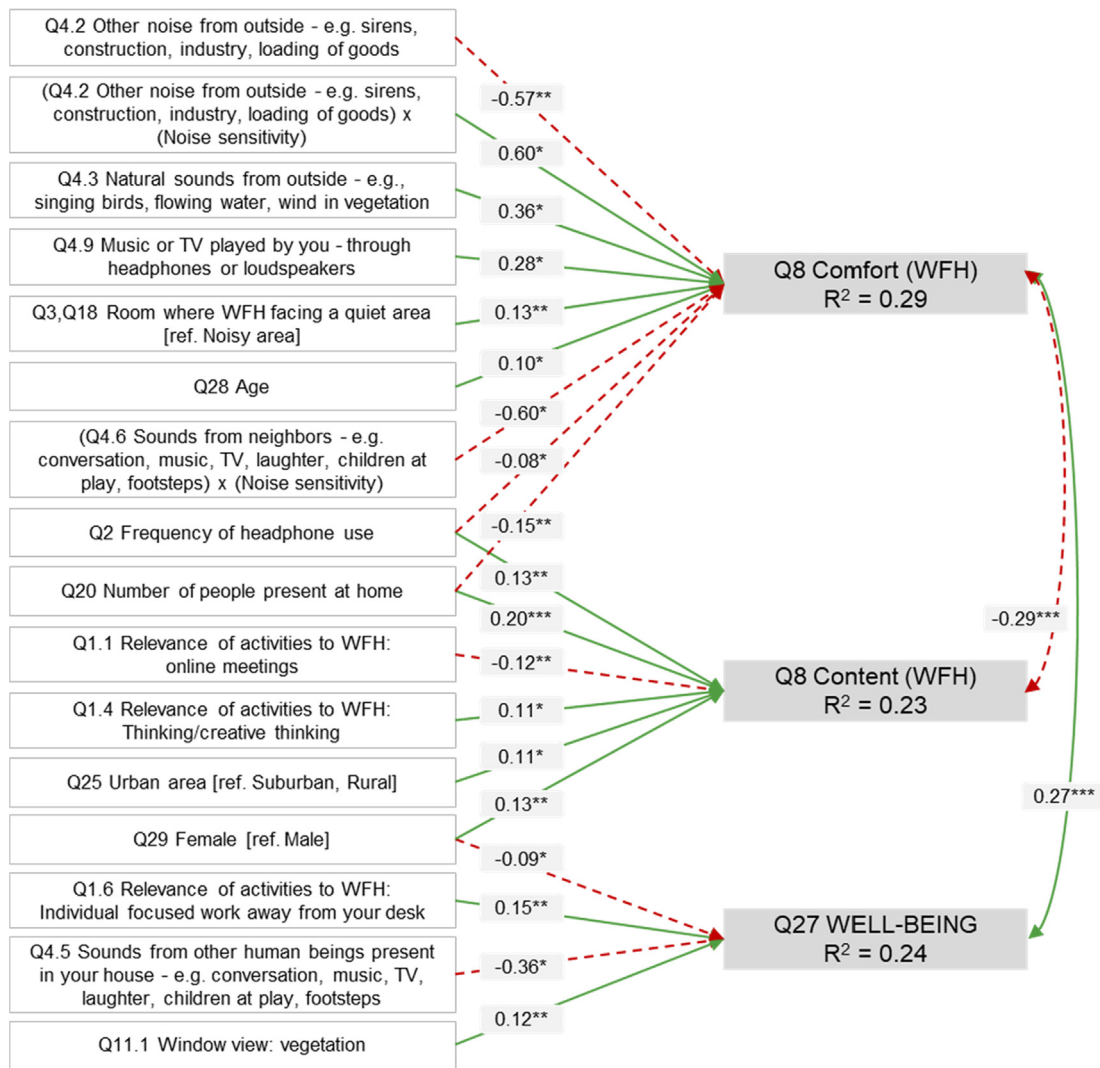 Q4.2 Other noise from outside - e.g. sirens,
construction, industry, loading of goods
(Q4.2 Other noise from outside - e.g. sirens,
construction, industry, loading of goods) x
(Noise sensitivity)
Q4.3 Natural sounds from outside - e.g.,
singing birds, flowing water, wind in vegetation
Q4.9 Music or TV played by you - through
headphones or loudspeakers
Q3,Q18 Room where WFH facing a quiet area
[ref. Noisy area]
Q28 Age
(Q4.6 Sounds from neighbors - e.g.
conversation, music, TV, laughter, children at
play, footsteps) x (Noise sensitivity)
Q2 Frequency of headphone use
Q20 Number of people present at home
Q1.1 Relevance of activities to WFH:
online meetings
Q1.4 Relevance of activities to WFH:
Thinking/creative thinking
Q25 Urban area [ref. Suburban, Rural]
Q29 Female [ref. Male]
Q1.6 Relevance of activities to WFH:
Individual focused work away from your desk
Q4.5 Sounds from other human beings present
in your house - e.g. conversation, music, TV,
laughter, children at play, footsteps
Q11.1 Window view: vegetation
-0.57**
0.60*
0.36*
0.28*
0.13**
0.10*
-0.60*
-0.08*
-0.15**
0.13**
0.20***
-0.12**
0.11*
0.11*
0.13**
-0.09*
0.15**
-0.36*
0.12**
Q8 Comfort (WFH)
R² = 0.29
Q8 Content (WFH)
R² = 0.23
Q27 WELL-BEING
R² = 0.24
-0.29***
0.27***